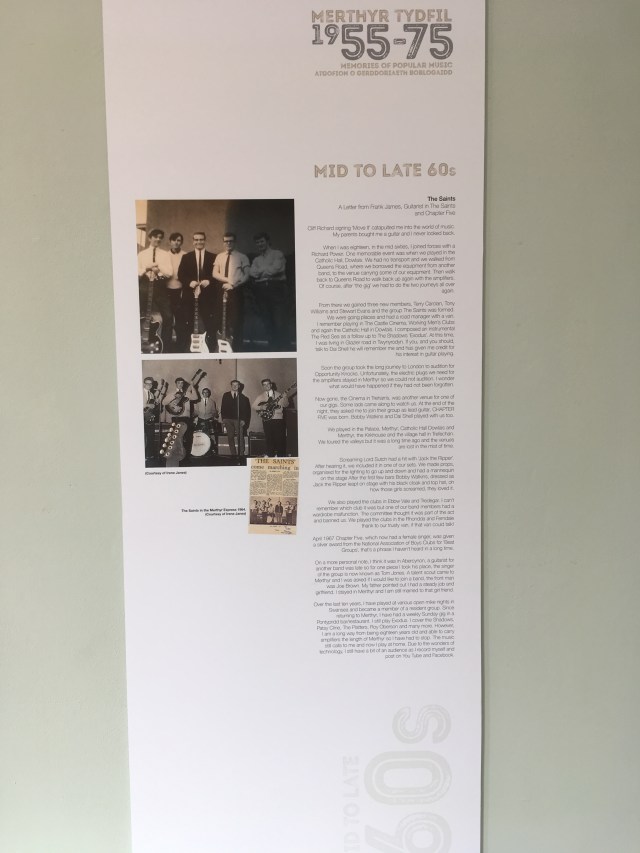 MERTHYR TYDFIL
1955-75
MEMORIES OF POPULAR MUSIC
ATGOFION O GERDDORIAETH BOBLOGAIDD
MID TO LATE 60s
The Saints
A Letter from Frank James, Guitarist in The Saints
and Chapter Five
Cliff Richard signing 'Move It' catapulted me into the world of music.
My parents bought me a guitar and I never looked back.
When I was eighteen, in the mid sixties, I joined forces with a
Richard Power. One memorable event was when we played in the
Catholic Hall, Dowlais. We had no transport and we walked from
Queens Road, where we borrowed the equipment from another
band, to the venue carrying some of our equipment. Then walk
back to Queens Road to walk back up again with the amplifiers.
Of course, after 'the gig' we had to do the two journeys all over
again.
From there we gained three new members, Terry
Williams and Stewart Evans and the group The Saints was formed.
We were going places and had a road manager with a van.
I remember playing in The Castle Cinema, Working Men's Clubs
and again the Catholic Hall in Dowlais. I composed an instrumental
The Red Sea as a follow up to The Shadows 'Exodus'. At this time,
I was living in Glasier road in Twynyrodyn. If you, and you should,
talk to Dai Shell he will remember me and has given me credit for
his interest in guitar playing.
Soon the group took the long journey to London to audition for
Opportunity Knocks. Unfortunately, the electric plugs we need for
the amplifiers stayed in Merthyr so we could not audition. I wonder
what would have happened if they had not been forgotten.
Now gone, the Cinema in Treharris, was another venue for one of
our gigs. Some lads came along to watch us. At the end of the
night, they asked me to join their group as lead guitar. CHAPTER
FIVE was born. Bobby Watkins and Dai Shell played with us too.
We played in the Palace, Merthyr, Catholic Hall Dowlais and
Merthyr, the Kirkhouse and the village hall in Trelechan.
We toured the valleys but it was a long time ago and the venues
are lost in the mist of time.
Screaming Lord Sutch had a hit with 'Jack the Ripper'.
After hearing it, we included it in one of our sets. We made props,
organised for the lighting to go up and down and had a mannequin
on the stage. After the first few bars Bobby Watkins, dressed as
Jack the Ripper leapt on stage with his black cloak and top hat, oh
how those girls screamed, they loved it.
We also played the clubs in Ebbw Vale and Tredegar. I can't
remember which club it was but one of our band members had a
wardrobe malfunction. The committee thought it was part of the act
and banned us. We played the clubs in the Rhondda and Ferndale
thank to our trusty van, if that van could talk!
April 1967 Chapter Five, which now had a female singer, was given
a silver award from the National Association of Boys Clubs for 'Beat
Groups', that's a phrase I haven't heard in a long time.
On a more personal note, I think it was in Abercynon, a guitarist for
another band was late so for one person took his place, the singer
of the group is now known as Tom Jones. A talent scout came to
Merthyr and I was asked if I would like to join a band, the front man
was Joe Brown. My father pointed out I had a steady job and
girlfriend. I stayed in Merthyr and I am still married to that girl friend.
Over the last ten years, I have played at various open mike nights in
Swansea and became a member of a resident group. Since
returning to Merthyr, I have had a weekly Sunday gig in a
Pontypridd bar/restaurant. I still play Exodus. I cover the Shadows,
Patsy Cline, The Platters, Roy Orbison and many more. However,
I am a long way from being eighteen years old and able to carry
amplifiers the length of Merthyr so I have had to stop. The music
still calls to me and now I play at home. Due to the wonders of
technology, I still have a bit of an audience as I record myself and
post on You Tube and Facebook.
(Courtesy of Irene Janes)
THE SAINTS
come marching in
The Saints in the Merthyr Express 1964
(Courtesy of Irene Janes)
MID TO LATE
60s